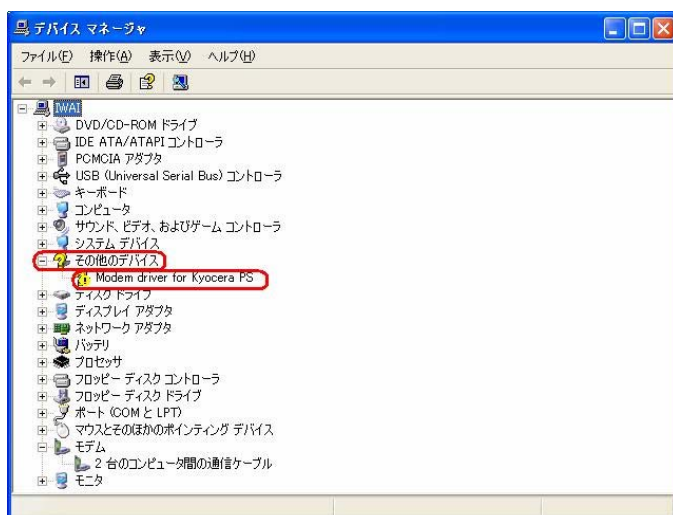 デバイス マネージャ
ファイル(F) 操作(A) 表示(V) ヘルプ(H)
IWAI
DVD/CD-ROM ドライブ
IDE ATA/ATAPI コントローラ
PCMCIA アダプタ
USB (Universal Serial Bus) コントローラ
キーボード
コンピュータ
サウンド、ビデオ、およびゲーム コントローラ
システム デバイス
その他のデバイス
Modem driver for Kyocera PS
ディスク ドライブ
ディスプレイ アダプタ
ネットワーク アダプタ
バッテリ
プロセッサ
フロッピー ディスク コントローラ
フロッピー ディスク ドライブ
ポート (COM と LPT)
マウスとそのほかのポインティング デバイス
モデム
2 台のコンピュータ間の通信ケーブル
モニタ